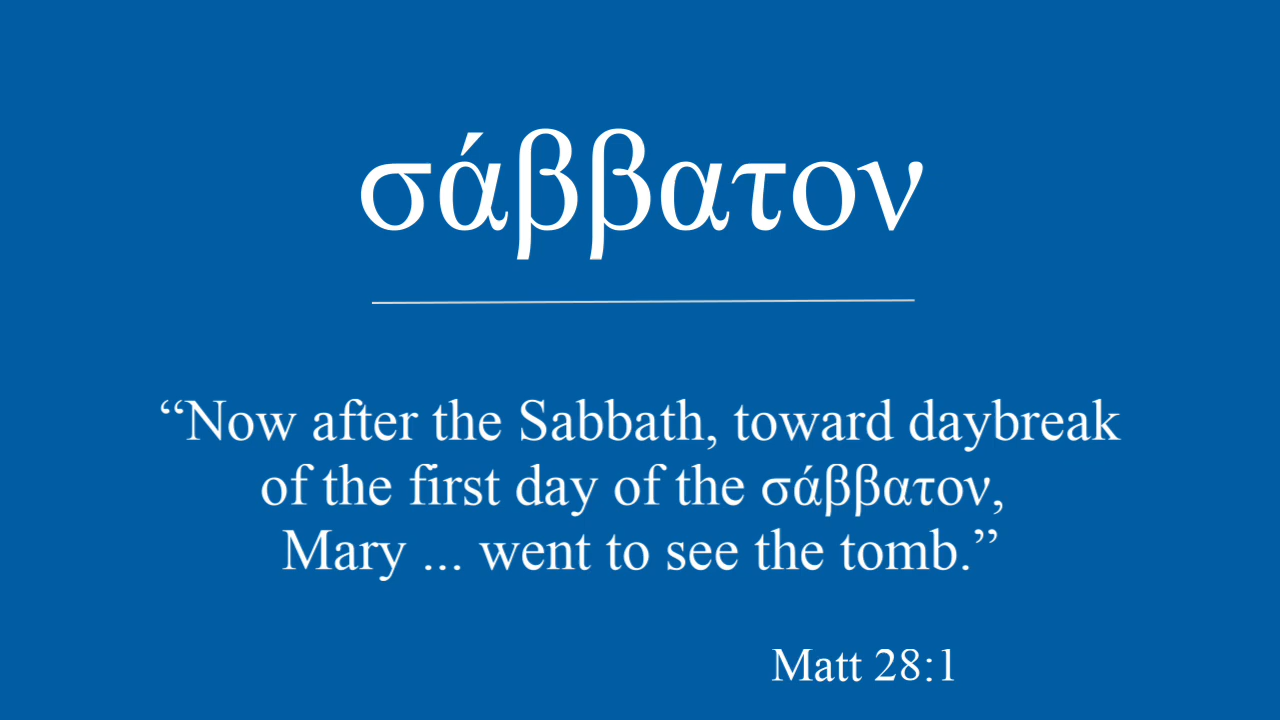 σάββατον
“Now after the Sabbath, toward daybreak
of the first day of the σάββατον,
Mary ... went to see the tomb.”
Matt 28:1